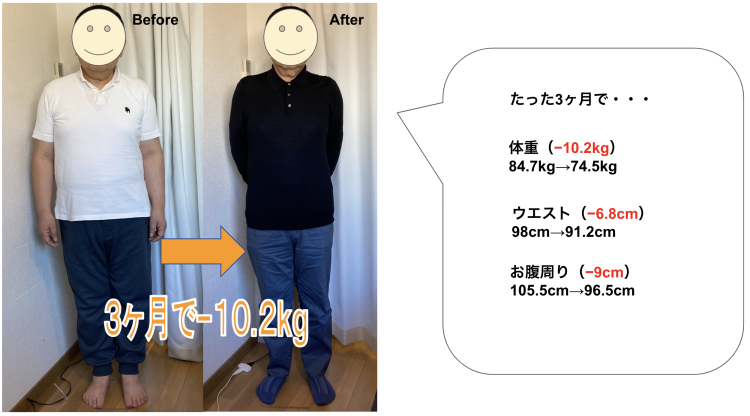 Before
After
3ヶ月で-10.2kg
たった3ヶ月で・・・
体重（−10.2kg）
84.7kg→74.5kg
ウエスト（−6.8cm）
98cm→91.2cm
お腹周り（−9cm）
105.5cm→96.5cm